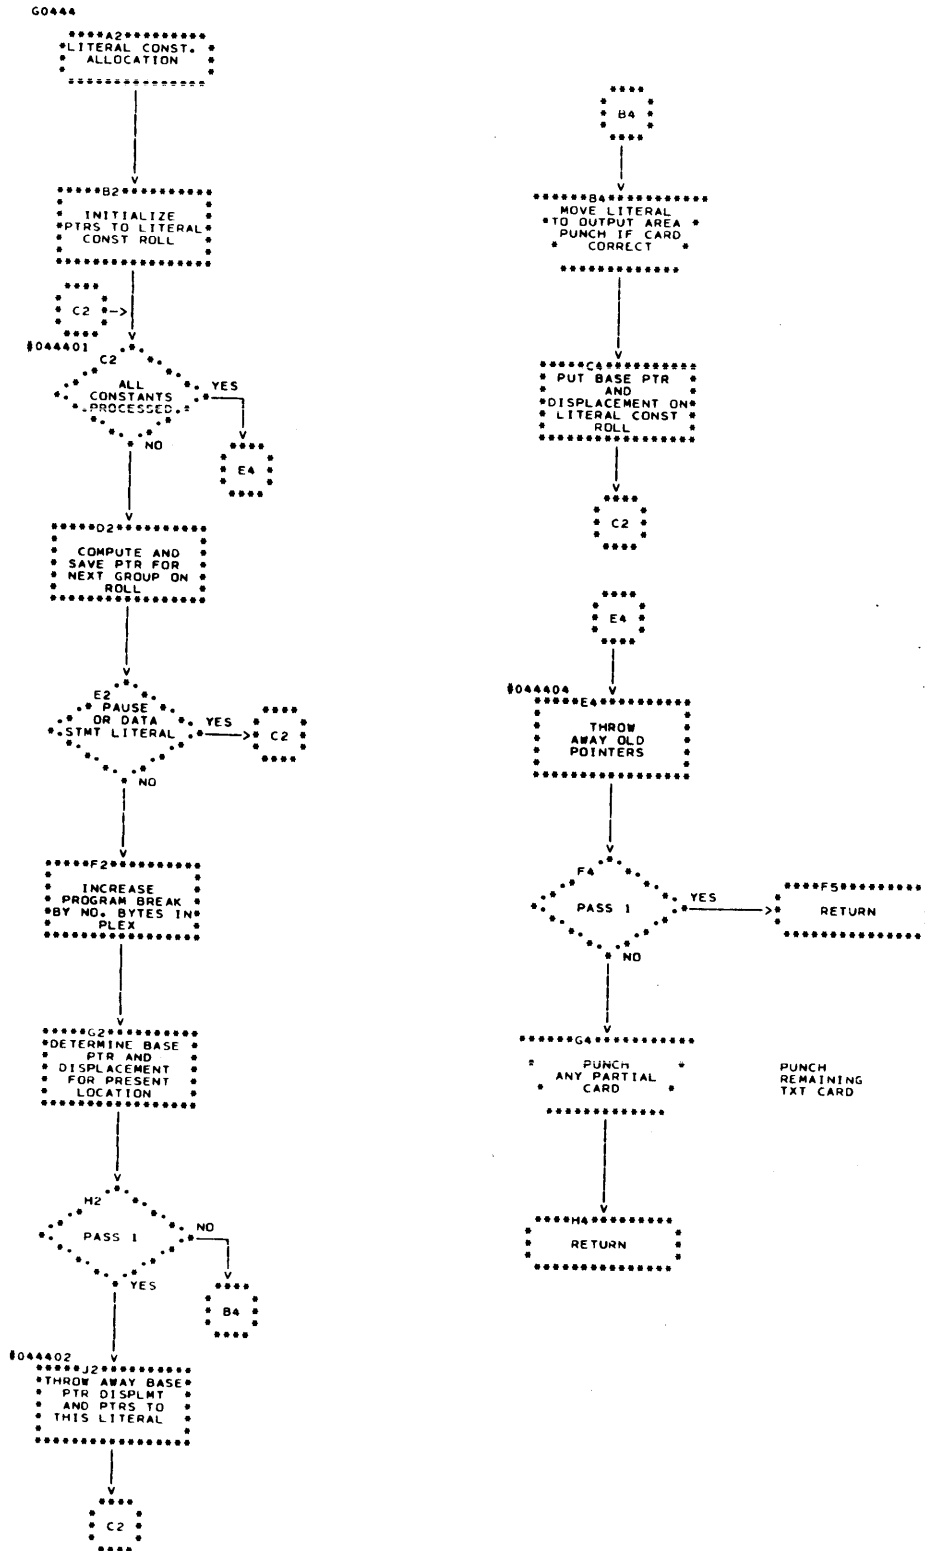 G0444
A2
LITERAL CONST.
ALLOCATION
B2
INITIALIZE
PTRS TO LITERAL
CONST ROLL
C2
#044401
C2
ALL
CONSTANTS
PROCESSED
YES
NO
E4
D2
COMPUTE AND
SAVE PTR FOR
NEXT GROUP ON
ROLL
E2
PAUSE
OR DATA
STMT LITERAL
YES
C2
NO
F2
INCREASE
PROGRAM BREAK
BY NO. BYTES IN
PLEX
G2
DETERMINE BASE
PTR AND
DISPLACEMENT
FOR PRESENT
LOCATION
H2
PASS 1
NO
YES
B4
#044402
J2
THROW AWAY BASE
PTR DISPLMT
AND PTRS TO
THIS LITERAL
C2
B4
B4
MOVE LITERAL
TO OUTPUT AREA
PUNCH IF CARD
CORRECT
C4
PUT BASE PTR
AND
DISPLACEMENT ON
LITERAL CONST
ROLL
C2
E4
#044404
E4
THROW
AWAY OLD
POINTERS
F4
PASS 1
YES
NO
F5
RETURN
G4
PUNCH
ANY PARTIAL
CARD
PUNCH
REMAINING
TXT CARD
H4
RETURN